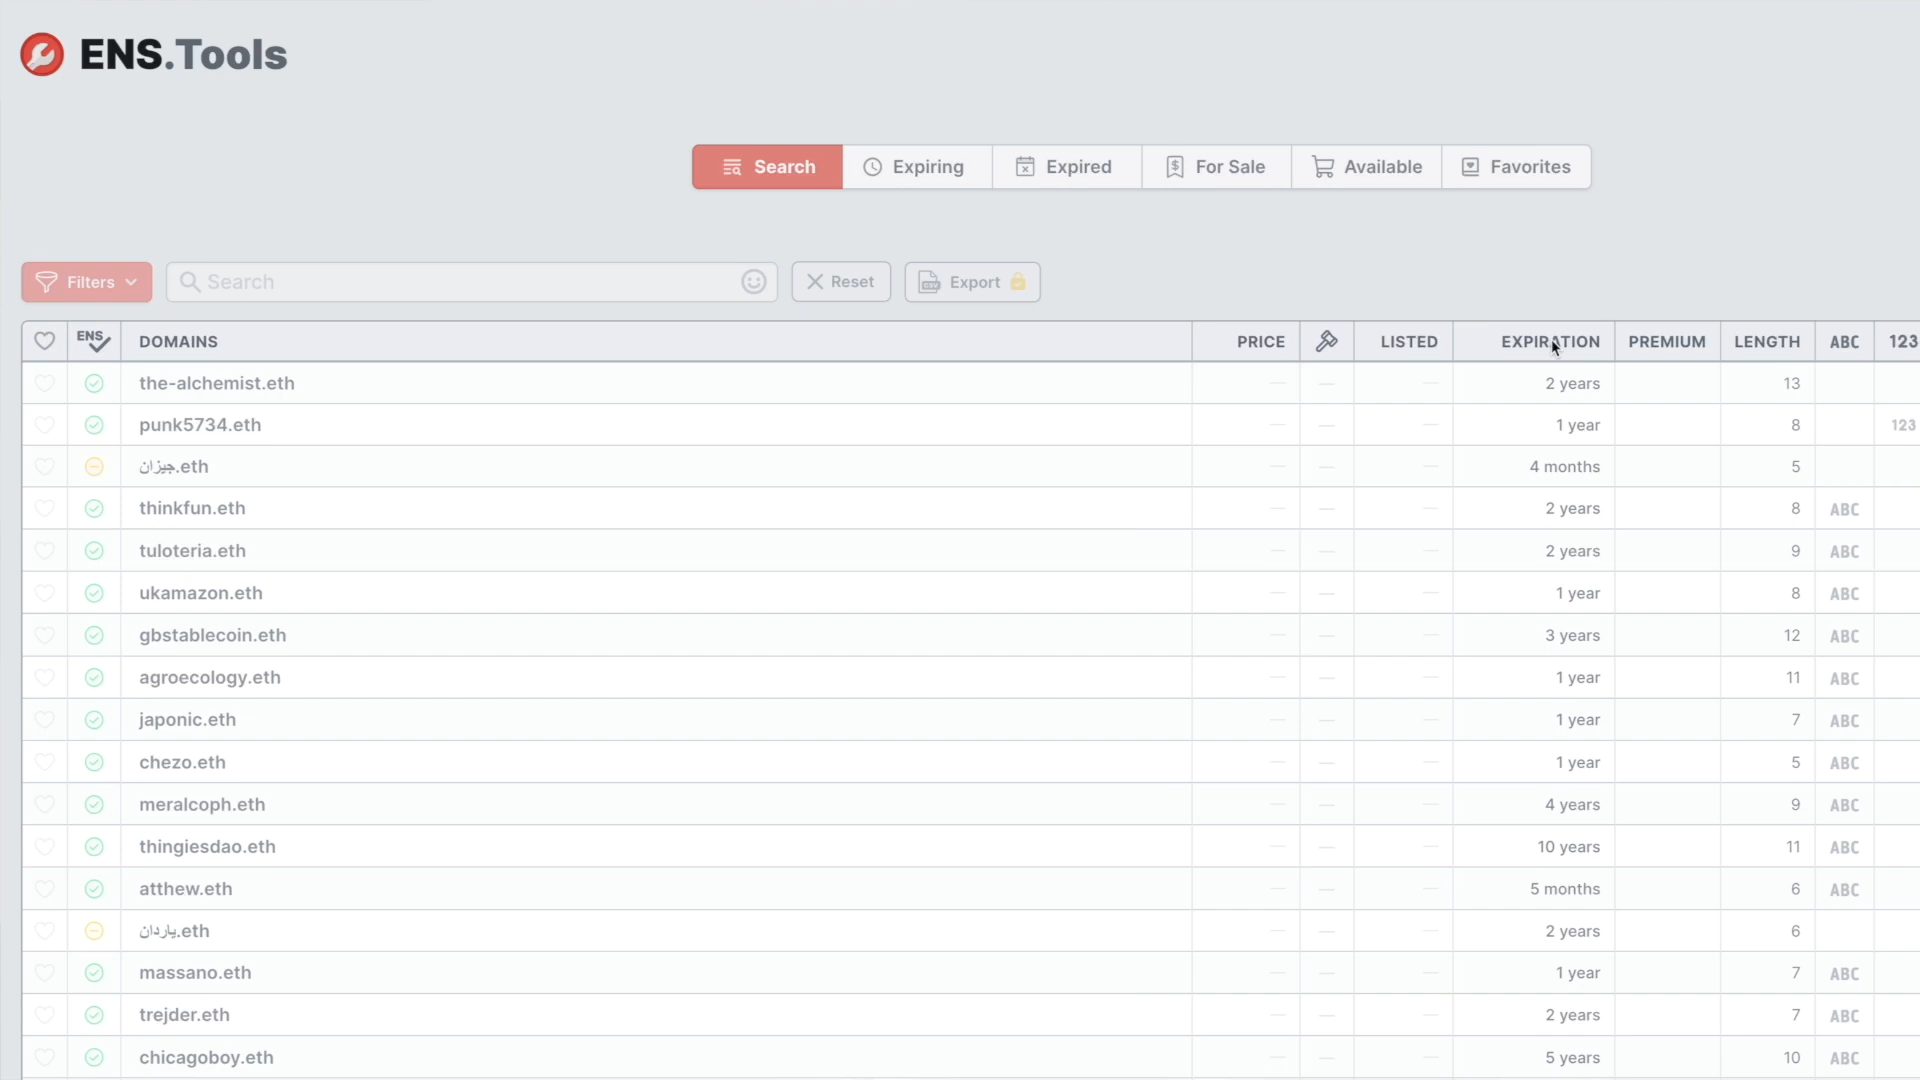 ENS.Tools
Search Expiring Expired For Sale Available Favorites
Filters Search Reset CSV Export
ENS DOMAINS PRICE LISTED EXPIRATION PREMIUM LENGTH ABC 123
the-alchemist.eth — — — 2 years 13
punk5734.eth — — — 1 year 8 123
جيزان.eth — — — 4 months 5
thinkfun.eth — — — 2 years 8 ABC
tuloteria.eth — — — 2 years 9 ABC
ukamazon.eth — — — 1 year 8 ABC
gbstablecoin.eth — — — 3 years 12 ABC
agroecology.eth — — — 1 year 11 ABC
japonic.eth — — — 1 year 7 ABC
chezo.eth — — — 1 year 5 ABC
meralcoph.eth — — — 4 years 9 ABC
thingiesdao.eth — — — 10 years 11 ABC
atthew.eth — — — 5 months 6 ABC
ياردان.eth — — — 2 years 6
massano.eth — — — 1 year 7 ABC
trejder.eth — — — 2 years 7 ABC
chicagoboy.eth — — — 5 years 10 ABC